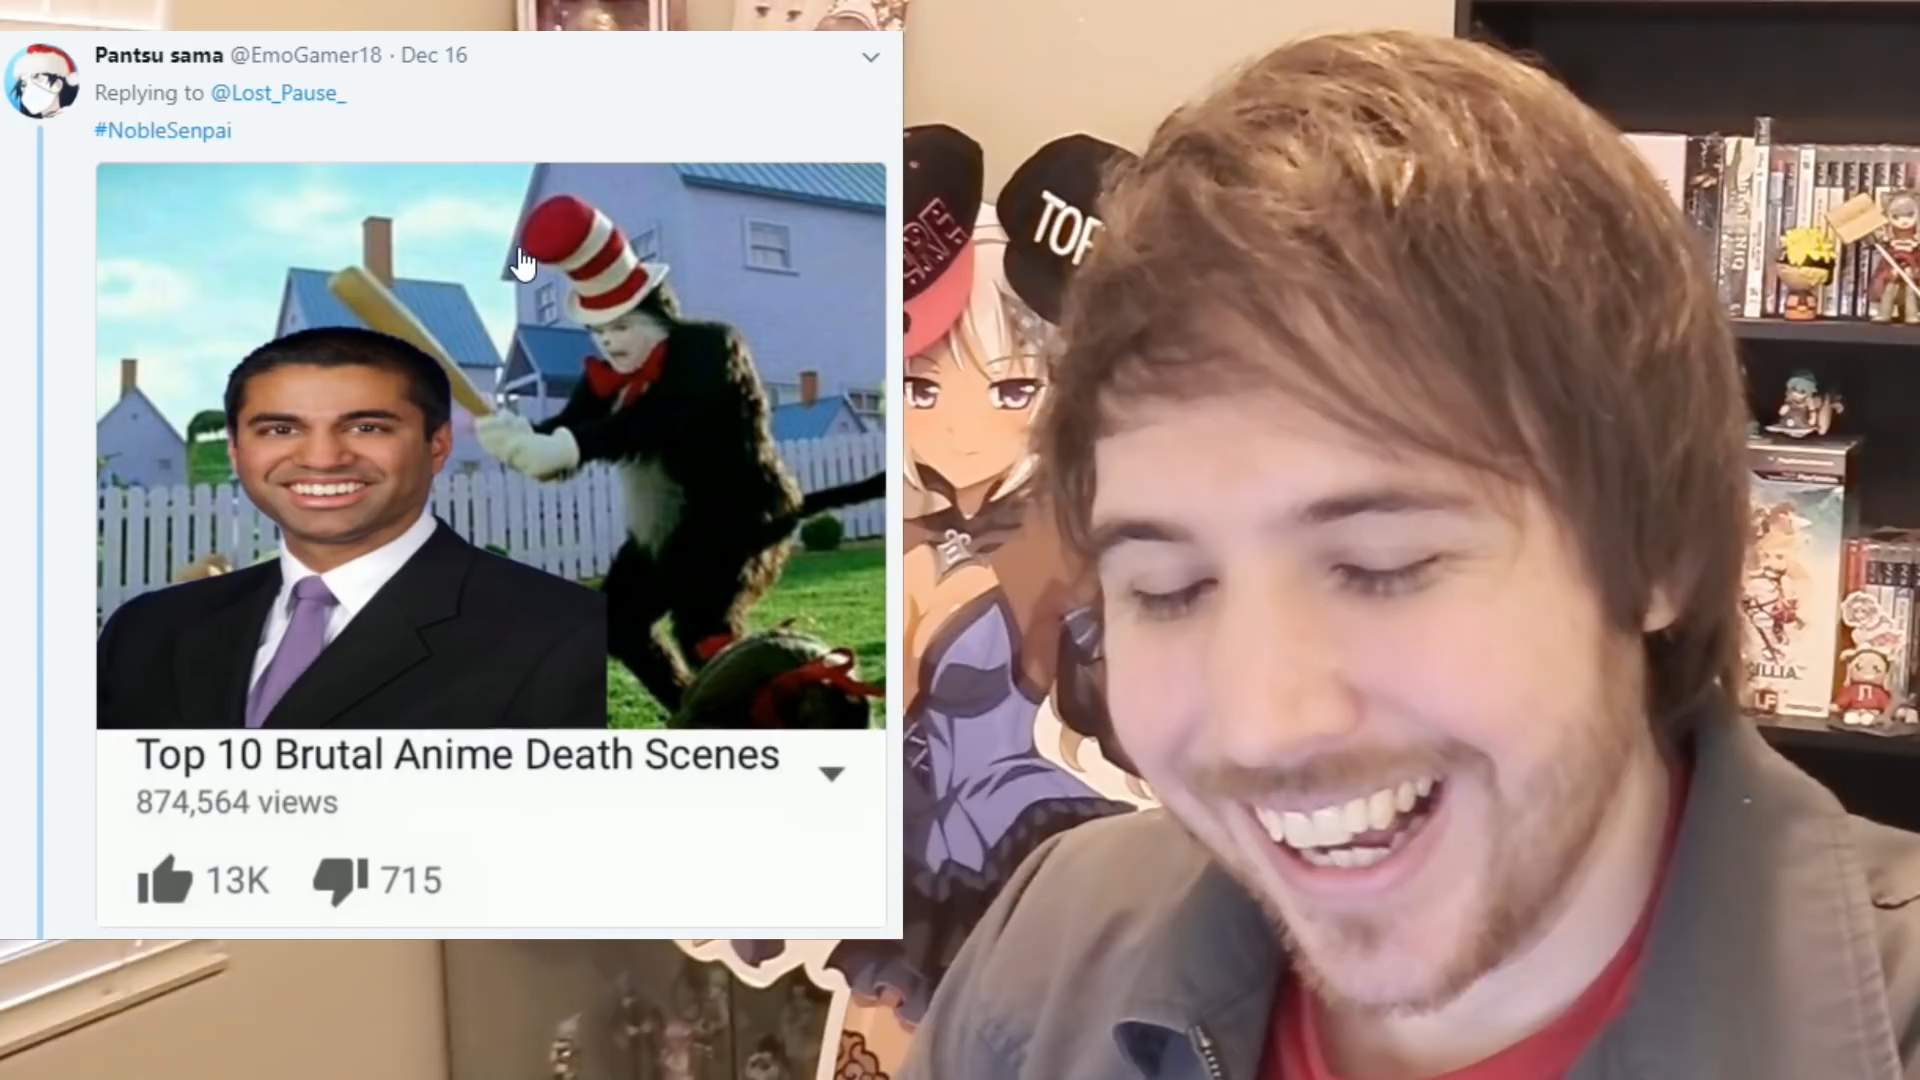 Pantsu sama @EmoGamer18 · Dec 16
Replying to @Lost_Pause_
#NobleSenpai
Top 10 Brutal Anime Death Scenes
874,564 views
13K 715
TOP